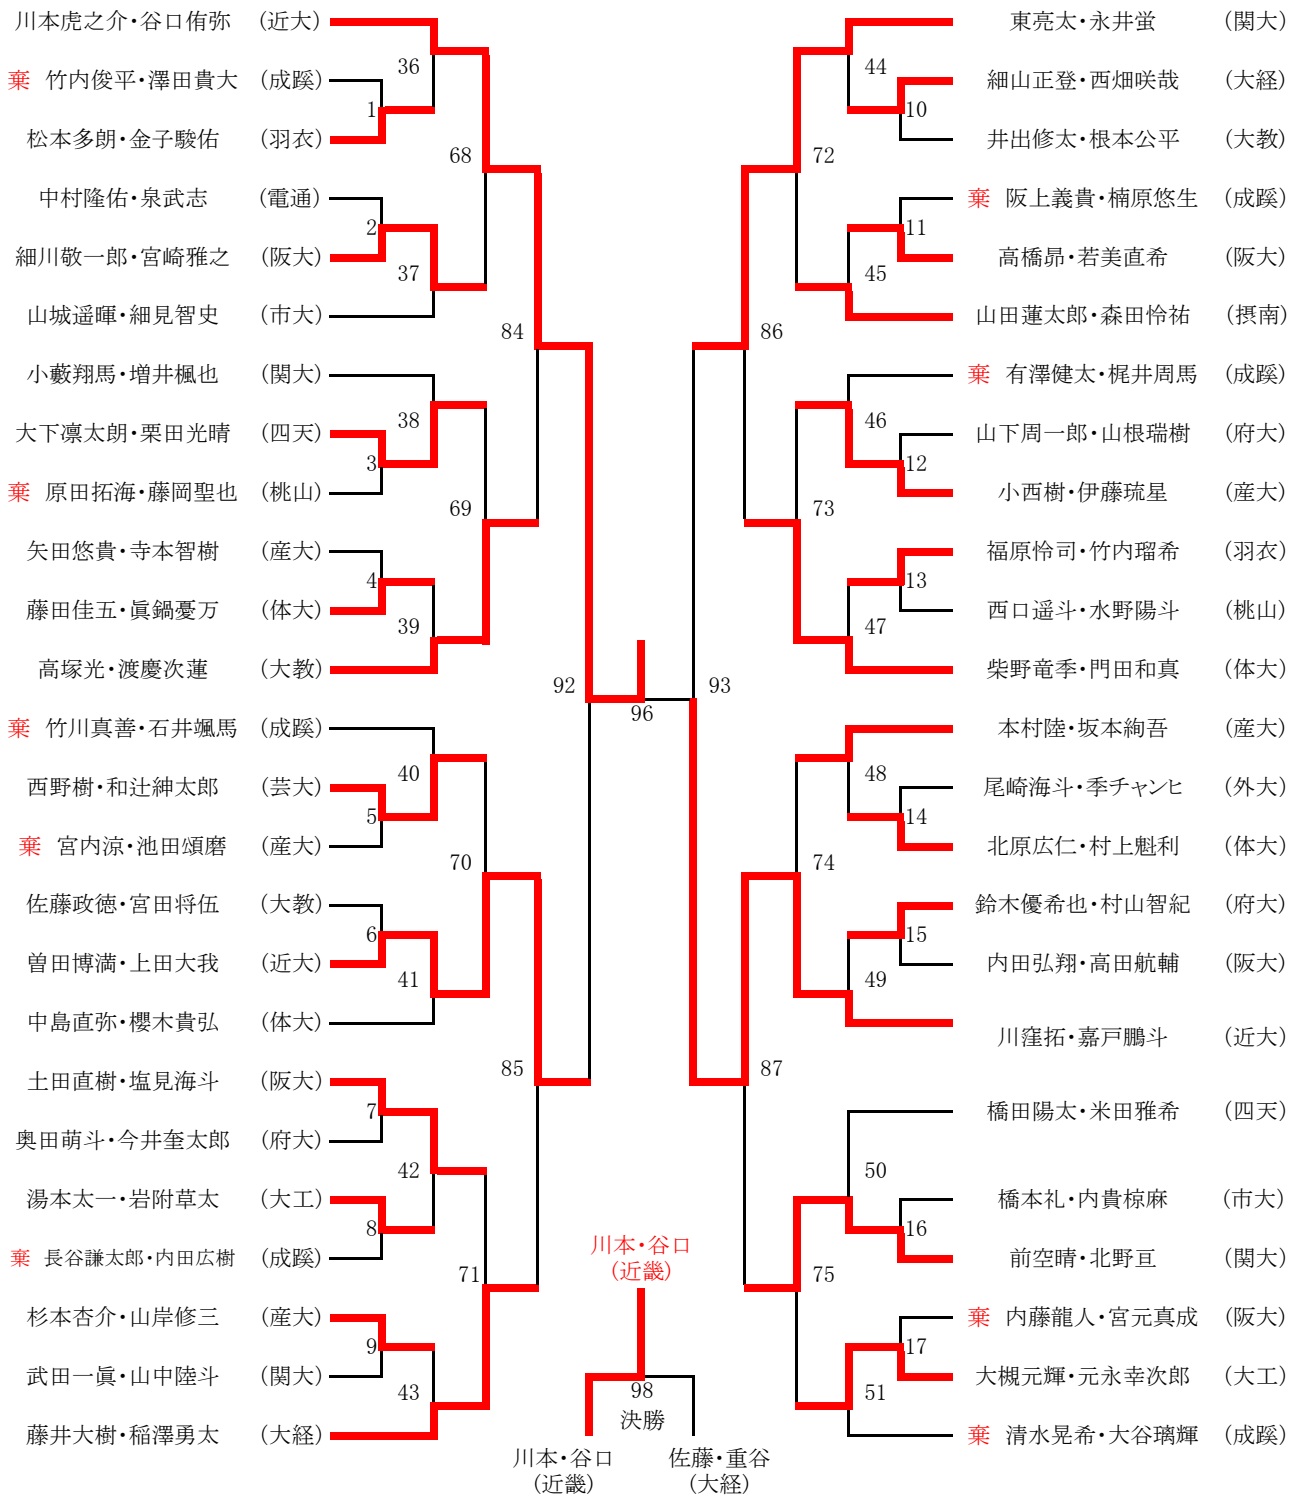 川本虎之介・谷口侑弥 (近大)
36
棄 竹内俊平・澤田貴大 (成蹊)
1
松本多朗・金子駿佑 (羽衣)
68
中村隆佑・泉武志 (電通)
2
細川敬一郎・宮崎雅之 (阪大)
37
山城遥暉・細見智史 (市大)
84
小藪翔馬・増井楓也 (関大)
38
大下凛太朗・栗田光晴 (四天)
3
棄 原田拓海・藤岡聖也 (桃山)
69
矢田悠貴・寺本智樹 (産大)
4
藤田佳五・眞鍋憂万 (体大)
39
高塚光・渡慶次蓮 (大教)
92
棄 竹川真善・石井颯馬 (成蹊)
40
西野樹・和辻紳太郎 (芸大)
5
棄 宮内涼・池田頌磨 (産大)
70
佐藤政徳・宮田将伍 (大教)
6
曽田博満・上田大我 (近大)
41
中島直弥・櫻木貴弘 (体大)
85
土田直樹・塩見海斗 (阪大)
7
奥田萌斗・今井奎太郎 (府大)
42
湯本太一・岩附草太 (大工)
8
棄 長谷謙太郎・内田広樹 (成蹊)
71
杉本杏介・山岸修三 (産大)
9
武田一眞・山中陸斗 (関大)
43
藤井大樹・稲澤勇太 (大経)
96
東亮太・永井蛍 (関大)
44
細山正登・西畑咲哉 (大経)
10
井出修太・根本公平 (大教)
72
棄 阪上義貴・楠原悠生 (成蹊)
11
高橋昴・若美直希 (阪大)
45
山田蓮太郎・森田怜祐 (摂南)
86
棄 有澤健太・梶井周馬 (成蹊)
46
山下周一郎・山根瑞樹 (府大)
12
小西樹・伊藤琉星 (産大)
73
福原怜司・竹内瑠希 (羽衣)
13
西口遥斗・水野陽斗 (桃山)
47
柴野竜季・門田和真 (体大)
93
本村陸・坂本絢吾 (産大)
48
尾崎海斗・季チャンヒ (外大)
14
北原広仁・村上魁利 (体大)
74
鈴木優希也・村山智紀 (府大)
15
内田弘翔・高田航輔 (阪大)
49
川窪拓・嘉戸鵬斗 (近大)
87
橋田陽太・米田雅希 (四天)
50
橋本礼・内貴椋麻 (市大)
16
前空晴・北野亘 (関大)
75
棄 内藤龍人・宮元真成 (阪大)
17
大槻元輝・元永幸次郎 (大工)
51
棄 清水晃希・大谷璃輝 (成蹊)
川本・谷口
(近畿)
98
決勝
川本・谷口
(近畿)
佐藤・重谷
(大経)